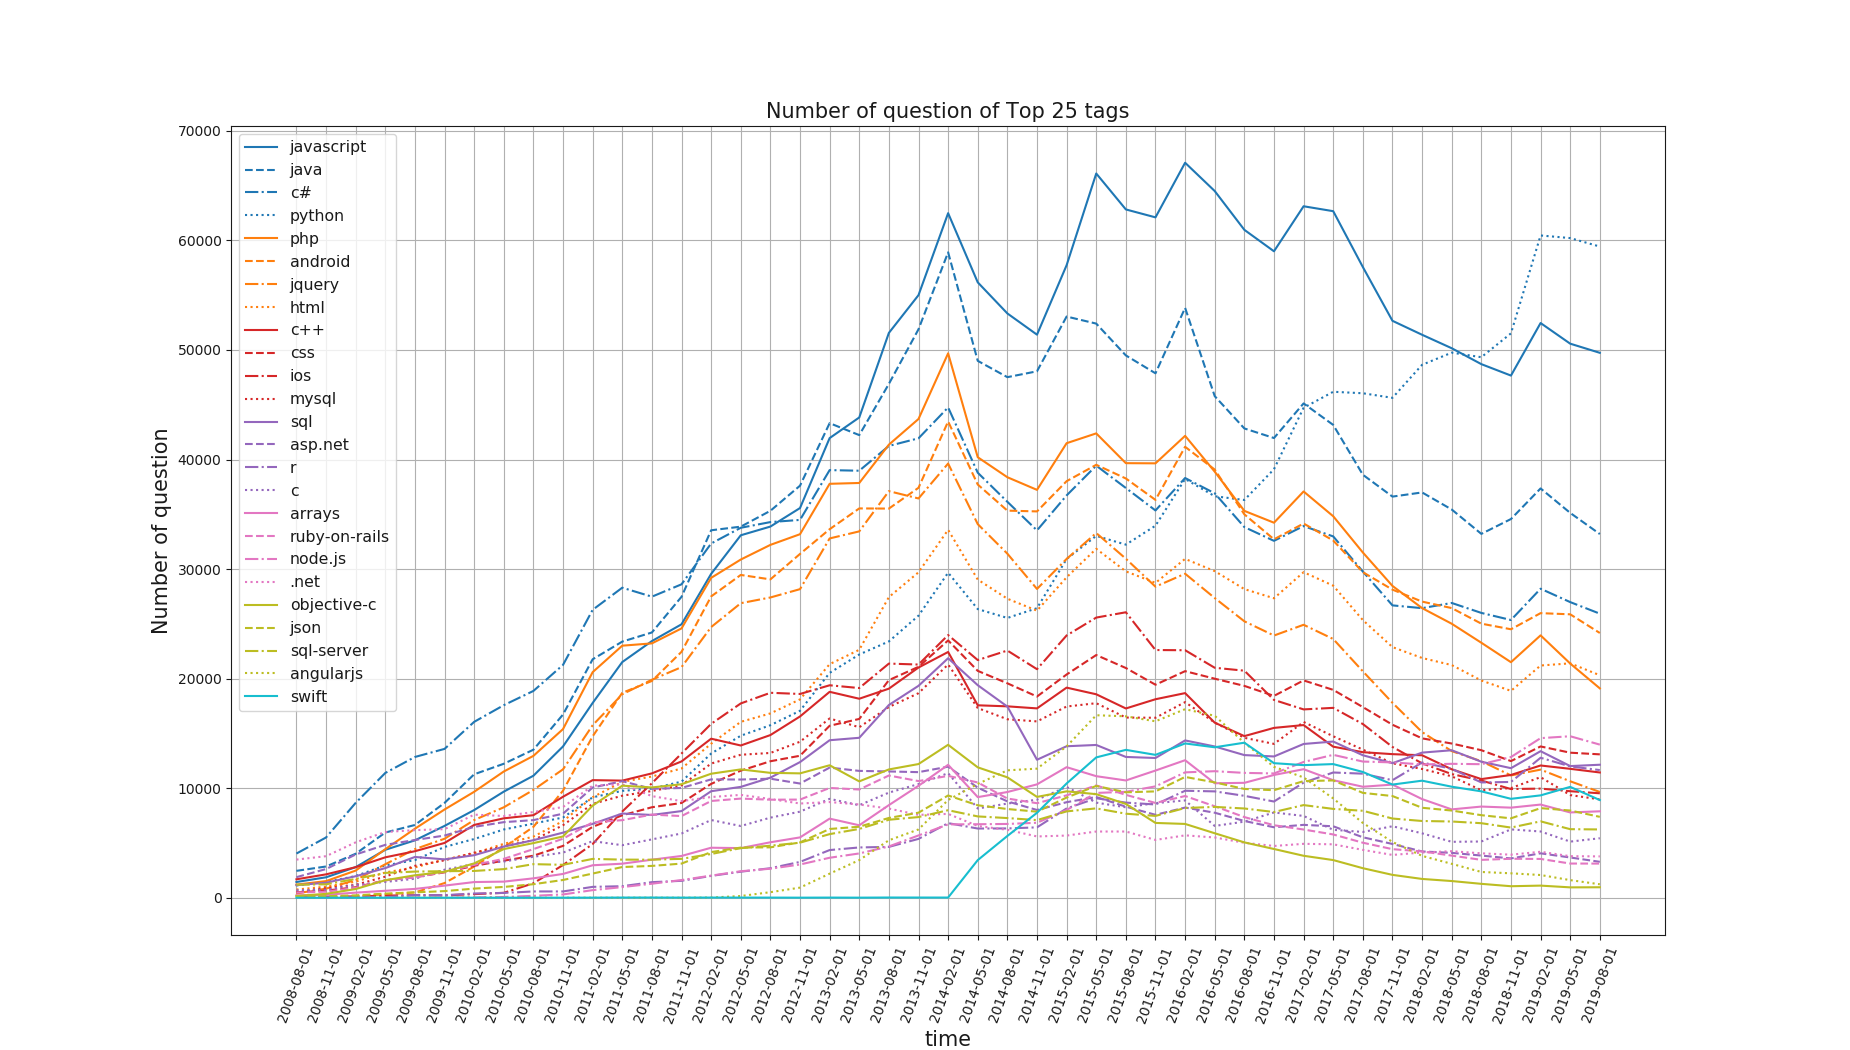 Number of question of Top 25 tags
Number of question
70000
60000
50000
40000
30000
20000
10000
0
javascript
java
c#
python
php
android
jquery
html
c++
css
ios
mysql
sql
asp.net
r
c
arrays
ruby-on-rails
node.js
.net
objective-c
json
sql-server
angularjs
swift
2008-08-01
2008-11-01
2009-02-01
2009-05-01
2009-08-01
2009-11-01
2010-02-01
2010-05-01
2010-08-01
2010-11-01
2011-02-01
2011-05-01
2011-08-01
2011-11-01
2012-02-01
2012-05-01
2012-08-01
2012-11-01
2013-02-01
2013-05-01
2013-08-01
2013-11-01
2014-02-01
2014-05-01
2014-08-01
2014-11-01
2015-02-01
2015-05-01
2015-08-01
2015-11-01
2016-02-01
2016-05-01
2016-08-01
2016-11-01
2017-02-01
2017-05-01
2017-08-01
2017-11-01
2018-02-01
2018-05-01
2018-08-01
2018-11-01
2019-02-01
2019-05-01
2019-08-01
time